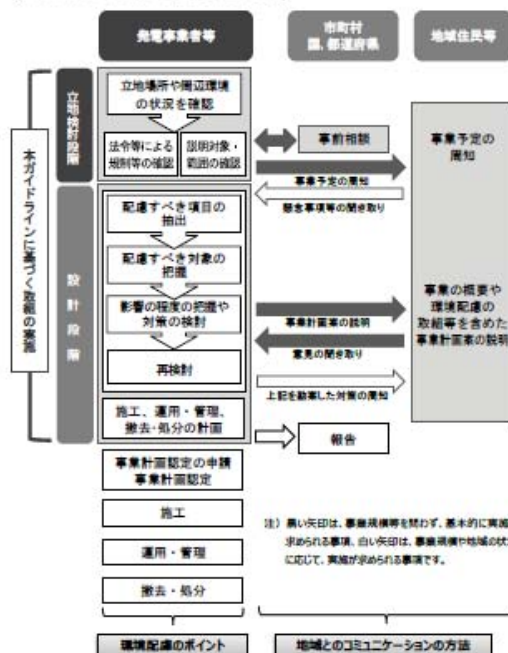 発電事業者等
市町村
国、都道府県
地域住民等
立地検討段階
立地場所や周辺環境
の状況を確認
法令等による
規制等の確認
説明対象・
範囲の確認
事前相談
事業予定の
周知
事業予定の周知
懸念事項等の聞き取り
本ガイドラインに基づく取組の実施
設計段階
配慮すべき項目の
抽出
配慮すべき対象の
把握
影響の程度の把握や
対策の検討
再検討
事業計画案の説明
意見の聞き取り
上記を勘案した対策の周知
事業の概要や
環境配慮の
取組等を含めた
事業計画案の説明
施工、運用・管理、
撤去・処分の計画
報告
事業計画認定の申請
事業計画認定
施工
運用・管理
撤去・処分
注) 黒い矢印は、事業規模等を問わず、基本的に実施
求められる事項、白い矢印は、事業規模や地域の状
に応じて、実施が求められる事項です。
環境配慮のポイント
地域とのコミュニケーションの方法